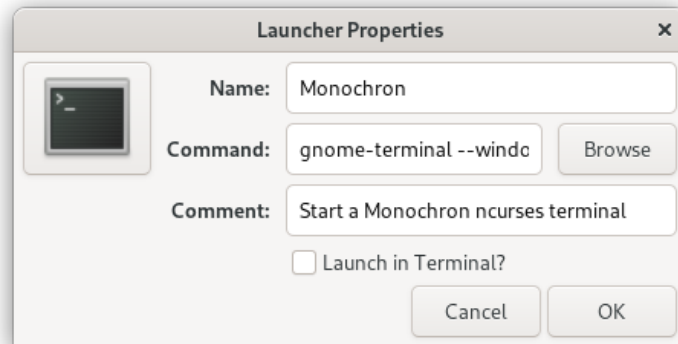 Launcher Properties ×
>_
Name: Monochron
Command: gnome-terminal --windo Browse
Comment: Start a Monochron ncurses terminal
Launch in Terminal?
Cancel OK